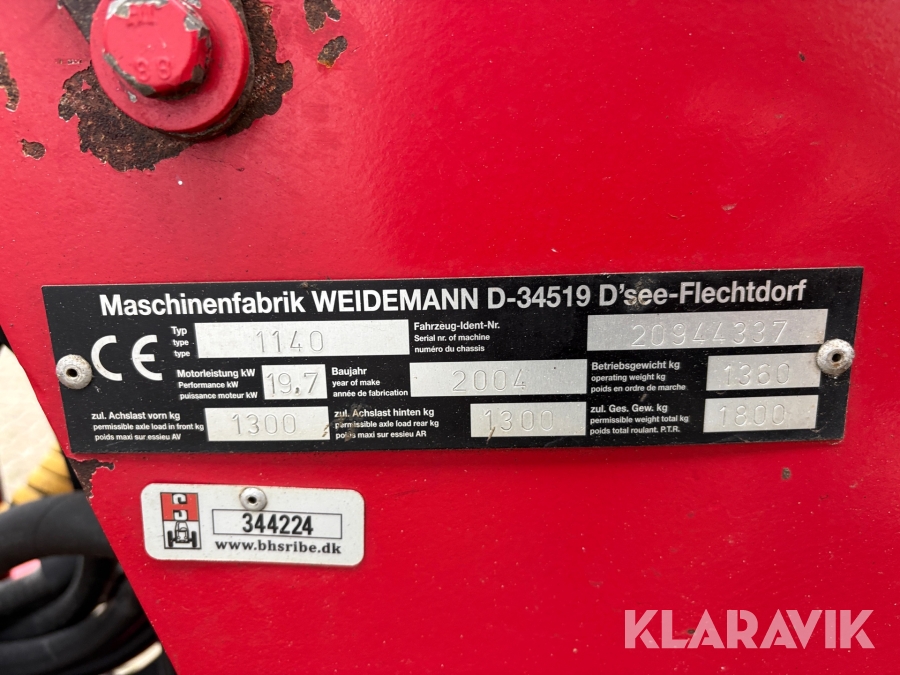 Maschinenfabrik WEIDEMANN D-34519 D'see-Flechtdorf
CE
Typ
type
type
1140
Fahrzeug-Ident-Nr.
Serial nr. of machine
numéro du chassis
20944337
Motorleistung kW
Performance kW
puissance moteur kW
19,7
Baujahr
year of make
année de fabrication
2004
Betriebsgewicht kg
operating weight kg
poids en ordre de marche
1360
zul. Achslast vorn kg
permissible axle load in front kg
poids maxi sur essieu AV
1300
zul. Achslast hinten kg
permissible axle load rear kg
poids maxi sur essieu AR
1300
zul. Ges. Gew. kg
permissible weight total kg
poids total roulant. P.T.R.
1800
344224
www.bhsribe.dk
KLARAVIK